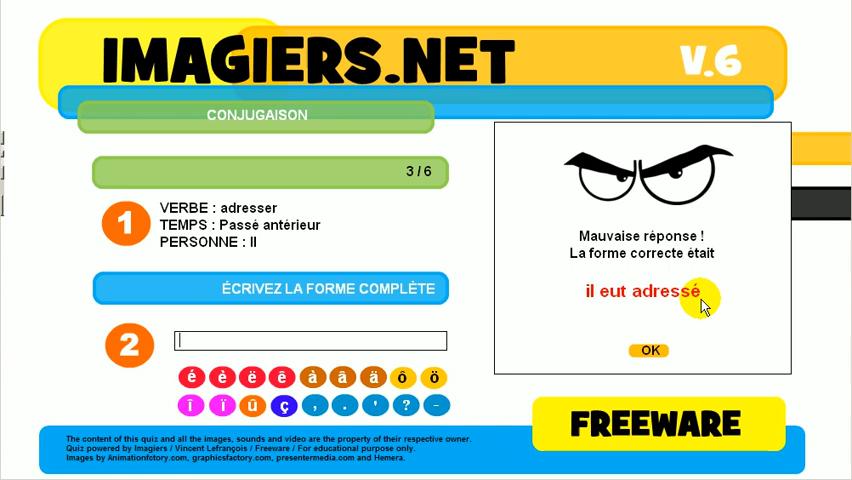 IMAGIERS.NET
V.6
CONJUGAISON
3 / 6
1
VERBE : adresser
TEMPS : Passé antérieur
PERSONNE : Il
ÉCRIVEZ LA FORME COMPLÈTE
2
é è ë ê à â ä ô ö
î ï û ç , . ' ? -
Mauvaise réponse !
La forme correcte était
il eut adressé
OK
FREEWARE
The content of this quiz and all the images, sounds and video are the property of their respective owner.
Quiz powered by Imagiers / Vincent Lefrançois / Freeware / For educational purpose only.
Images by Animationfctory.com, graphicsfactory.com, presentermedia.com and Hemera.